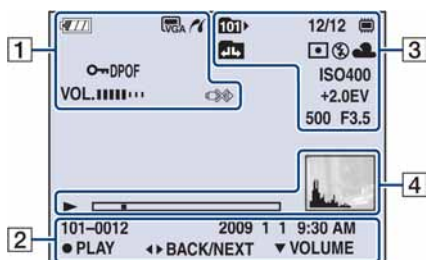 1
VGA
101
12/12
3
DPOF
ISO400
VOL.
+2.0EV
500 F3.5
4
2
101-0012 2009 1 1 9:30 AM
● PLAY ◄► BACK/NEXT ▼ VOLUME